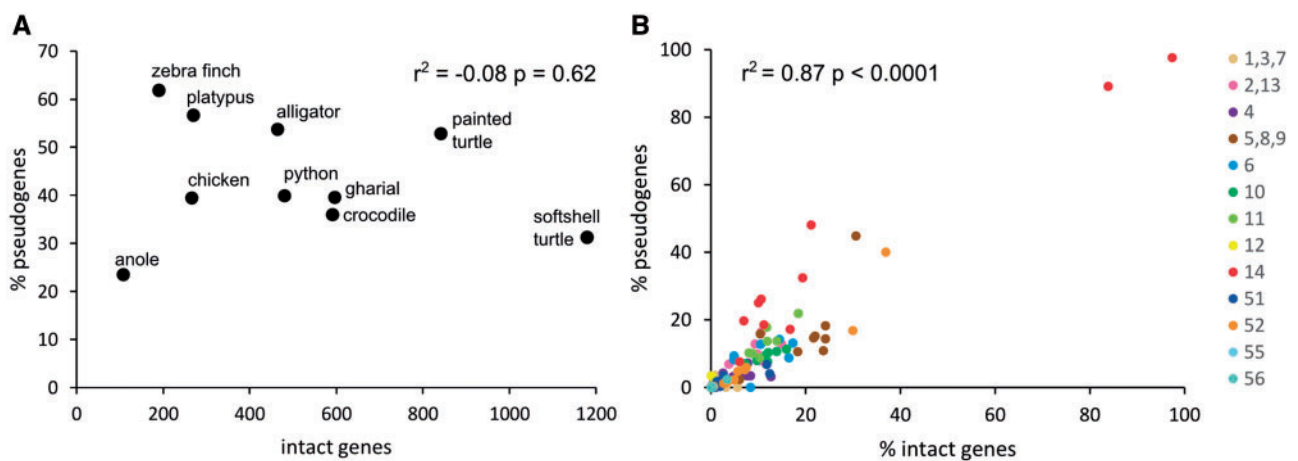 A
% pseudogenes
70
60
50
40
30
20
10
0
r² = -0.08 p = 0.62
zebra finch
platypus
alligator
painted
turtle
chicken
python
gharial
crocodile
softshell
turtle
anole
0 200 400 600 800 1000 1200
intact genes
B
% pseudogenes
100
80
60
40
20
0
r² = 0.87 p < 0.0001
0 20 40 60 80 100
% intact genes
1,3,7
2,13
4
5,8,9
6
10
11
12
14
51
52
55
56